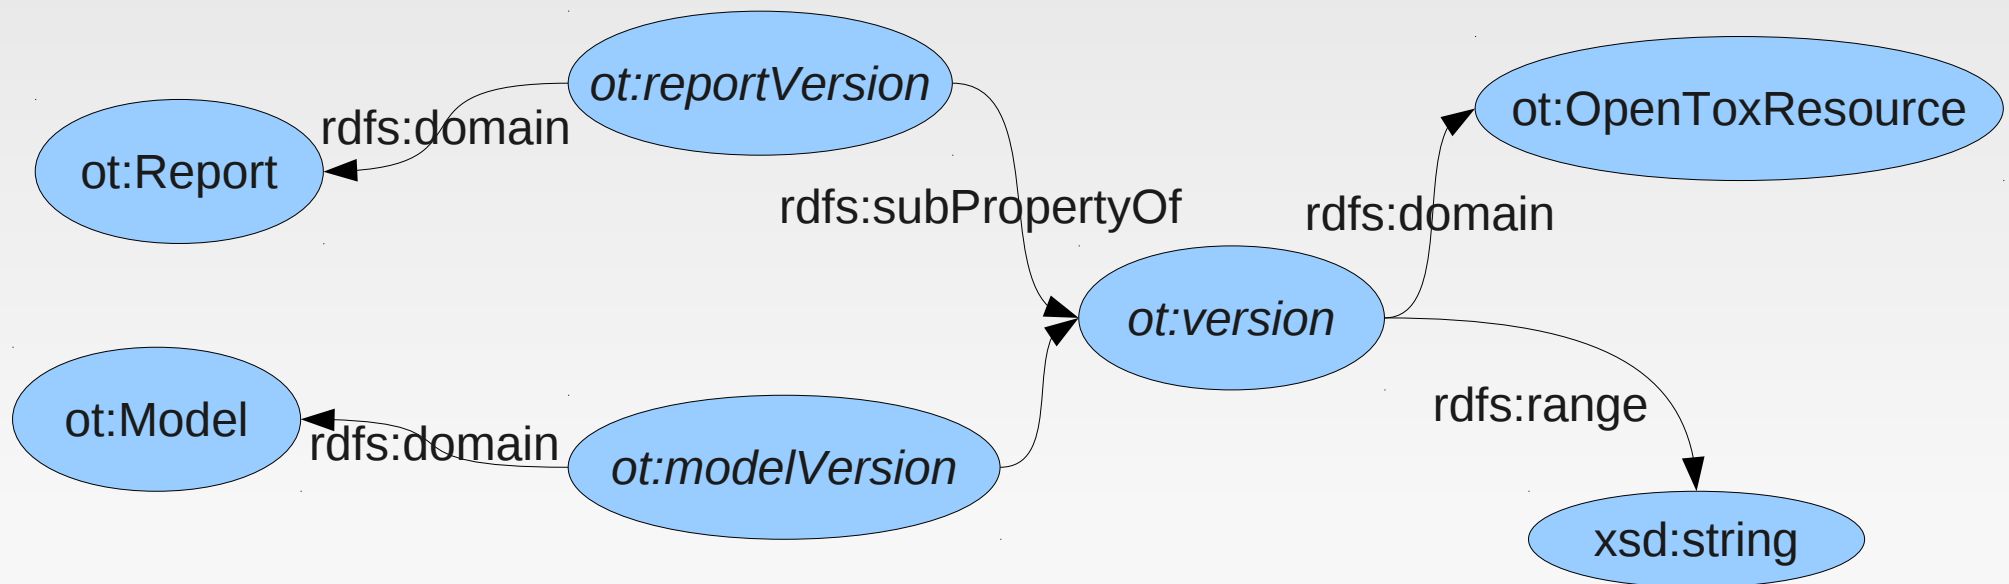 ot:reportVersion
ot:OpenToxResource
rdfs:domain
ot:Report
rdfs:subPropertyOf
rdfs:domain
ot:version
rdfs:range
ot:Model
rdfs:domain
ot:modelVersion
xsd:string